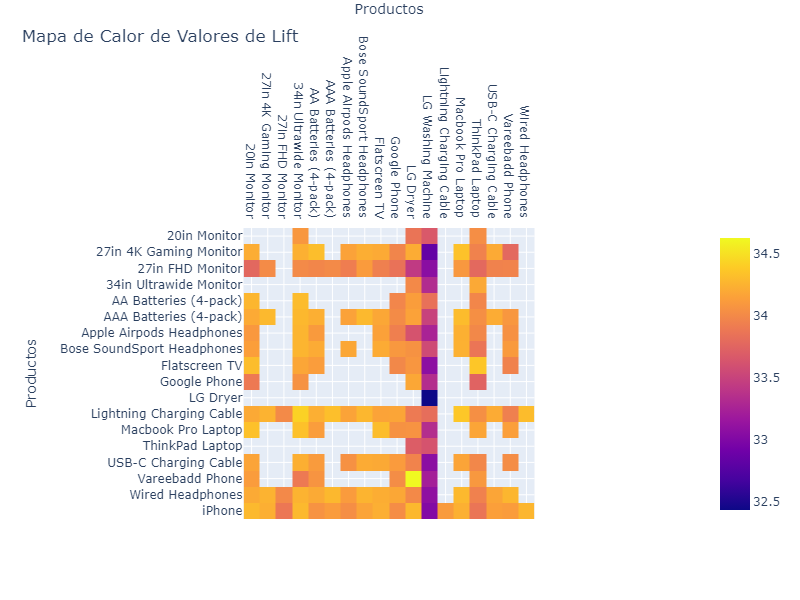 Productos
Mapa de Calor de Valores de Lift
20in Monitor
27in 4K Gaming Monitor
27in FHD Monitor
34in Ultrawide Monitor
AA Batteries (4-pack)
AAA Batteries (4-pack)
Apple Airpods Headphones
Bose SoundSport Headphones
Flatscreen TV
Google Phone
LG Dryer
LG Washing Machine
Lightning Charging Cable
Macbook Pro Laptop
ThinkPad Laptop
USB-C Charging Cable
Vareebadd Phone
Wired Headphones
Productos
20in Monitor
27in 4K Gaming Monitor
27in FHD Monitor
34in Ultrawide Monitor
AA Batteries (4-pack)
AAA Batteries (4-pack)
Apple Airpods Headphones
Bose SoundSport Headphones
Flatscreen TV
Google Phone
LG Dryer
Lightning Charging Cable
Macbook Pro Laptop
ThinkPad Laptop
USB-C Charging Cable
Vareebadd Phone
Wired Headphones
iPhone
34.5
34
33.5
33
32.5